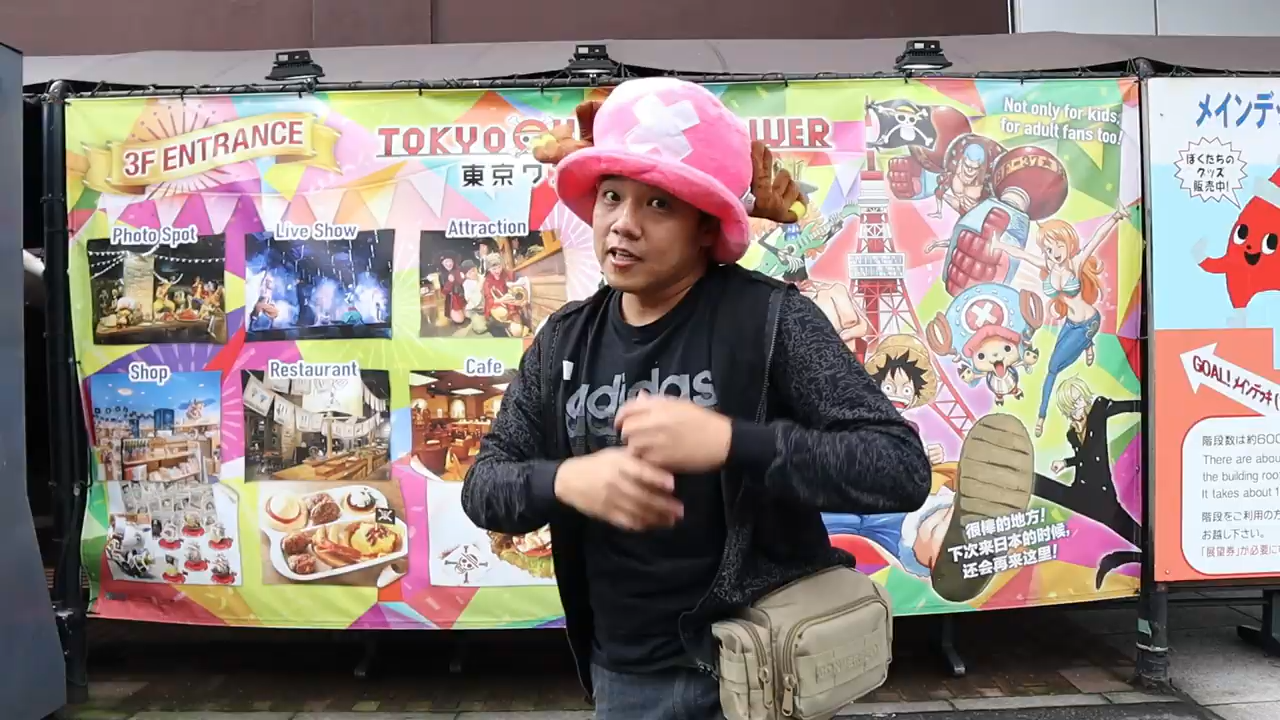 3F ENTRANCE
TOKYO
WER
東京ワ
Not only for kids,
for adult fans too!
Photo Spot
Live Show
Attraction
Shop
Restaurant
Cafe
adidas
很棒的地方!
下次来日本的时候,
还会再来这里!
メインデ
ぼくたちの
グッズ
販売中!
GOAL! メインデッキ
階段数は約600
There are abou
the building roo
It takes about 1
階段をご利用の方
お越し下さい。
「展望券」が必要に